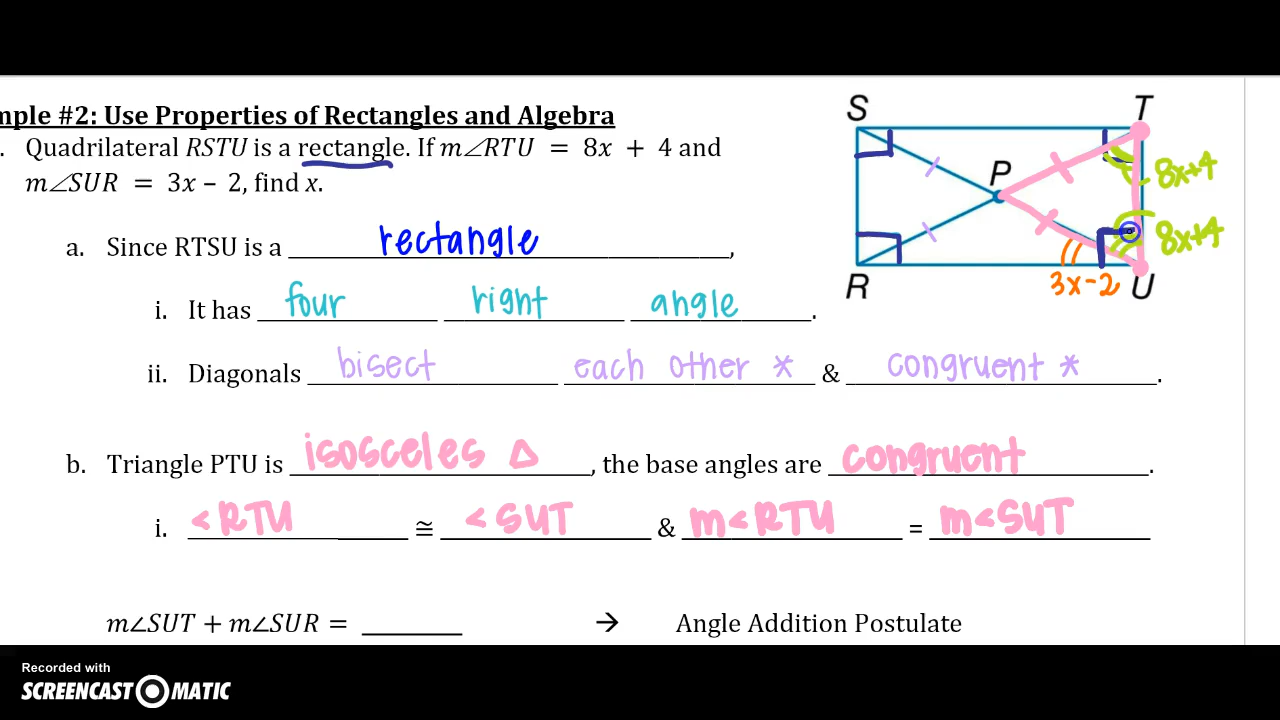 mple #2: Use Properties of Rectangles and Algebra
. Quadrilateral RSTU is a rectangle. If m∠RTU = 8x + 4 and
m∠SUR = 3x – 2, find x.
a. Since RTSU is a rectangle,
i. It has four right angle.
ii. Diagonals bisect each other * & congruent *.
b. Triangle PTU is isosceles Δ, the base angles are congruent.
i. <RTU ≅ <SUT & m<RTU = m<SUT
m∠SUT + m∠SUR = ________ → Angle Addition Postulate
S
T
P
8x+4
8x+4
R
3x-2
U
Recorded with
SCREENCAST MATIC